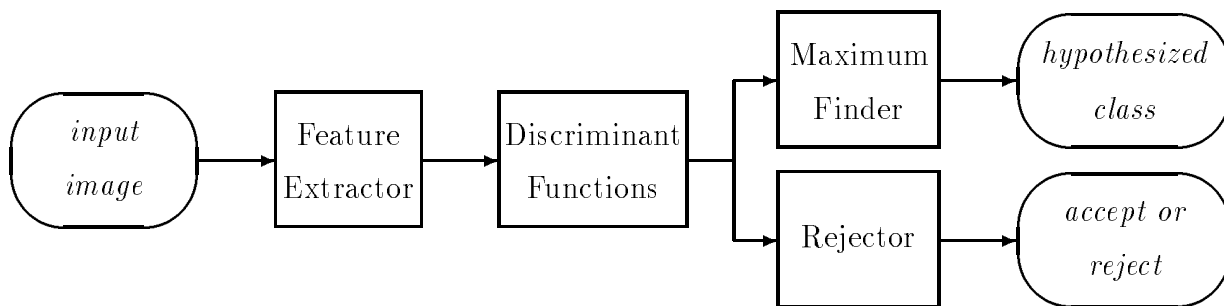 input
image
Feature
Extractor
Discriminant
Functions
Maximum
Finder
hypothesized
class
Rejector
accept or
reject